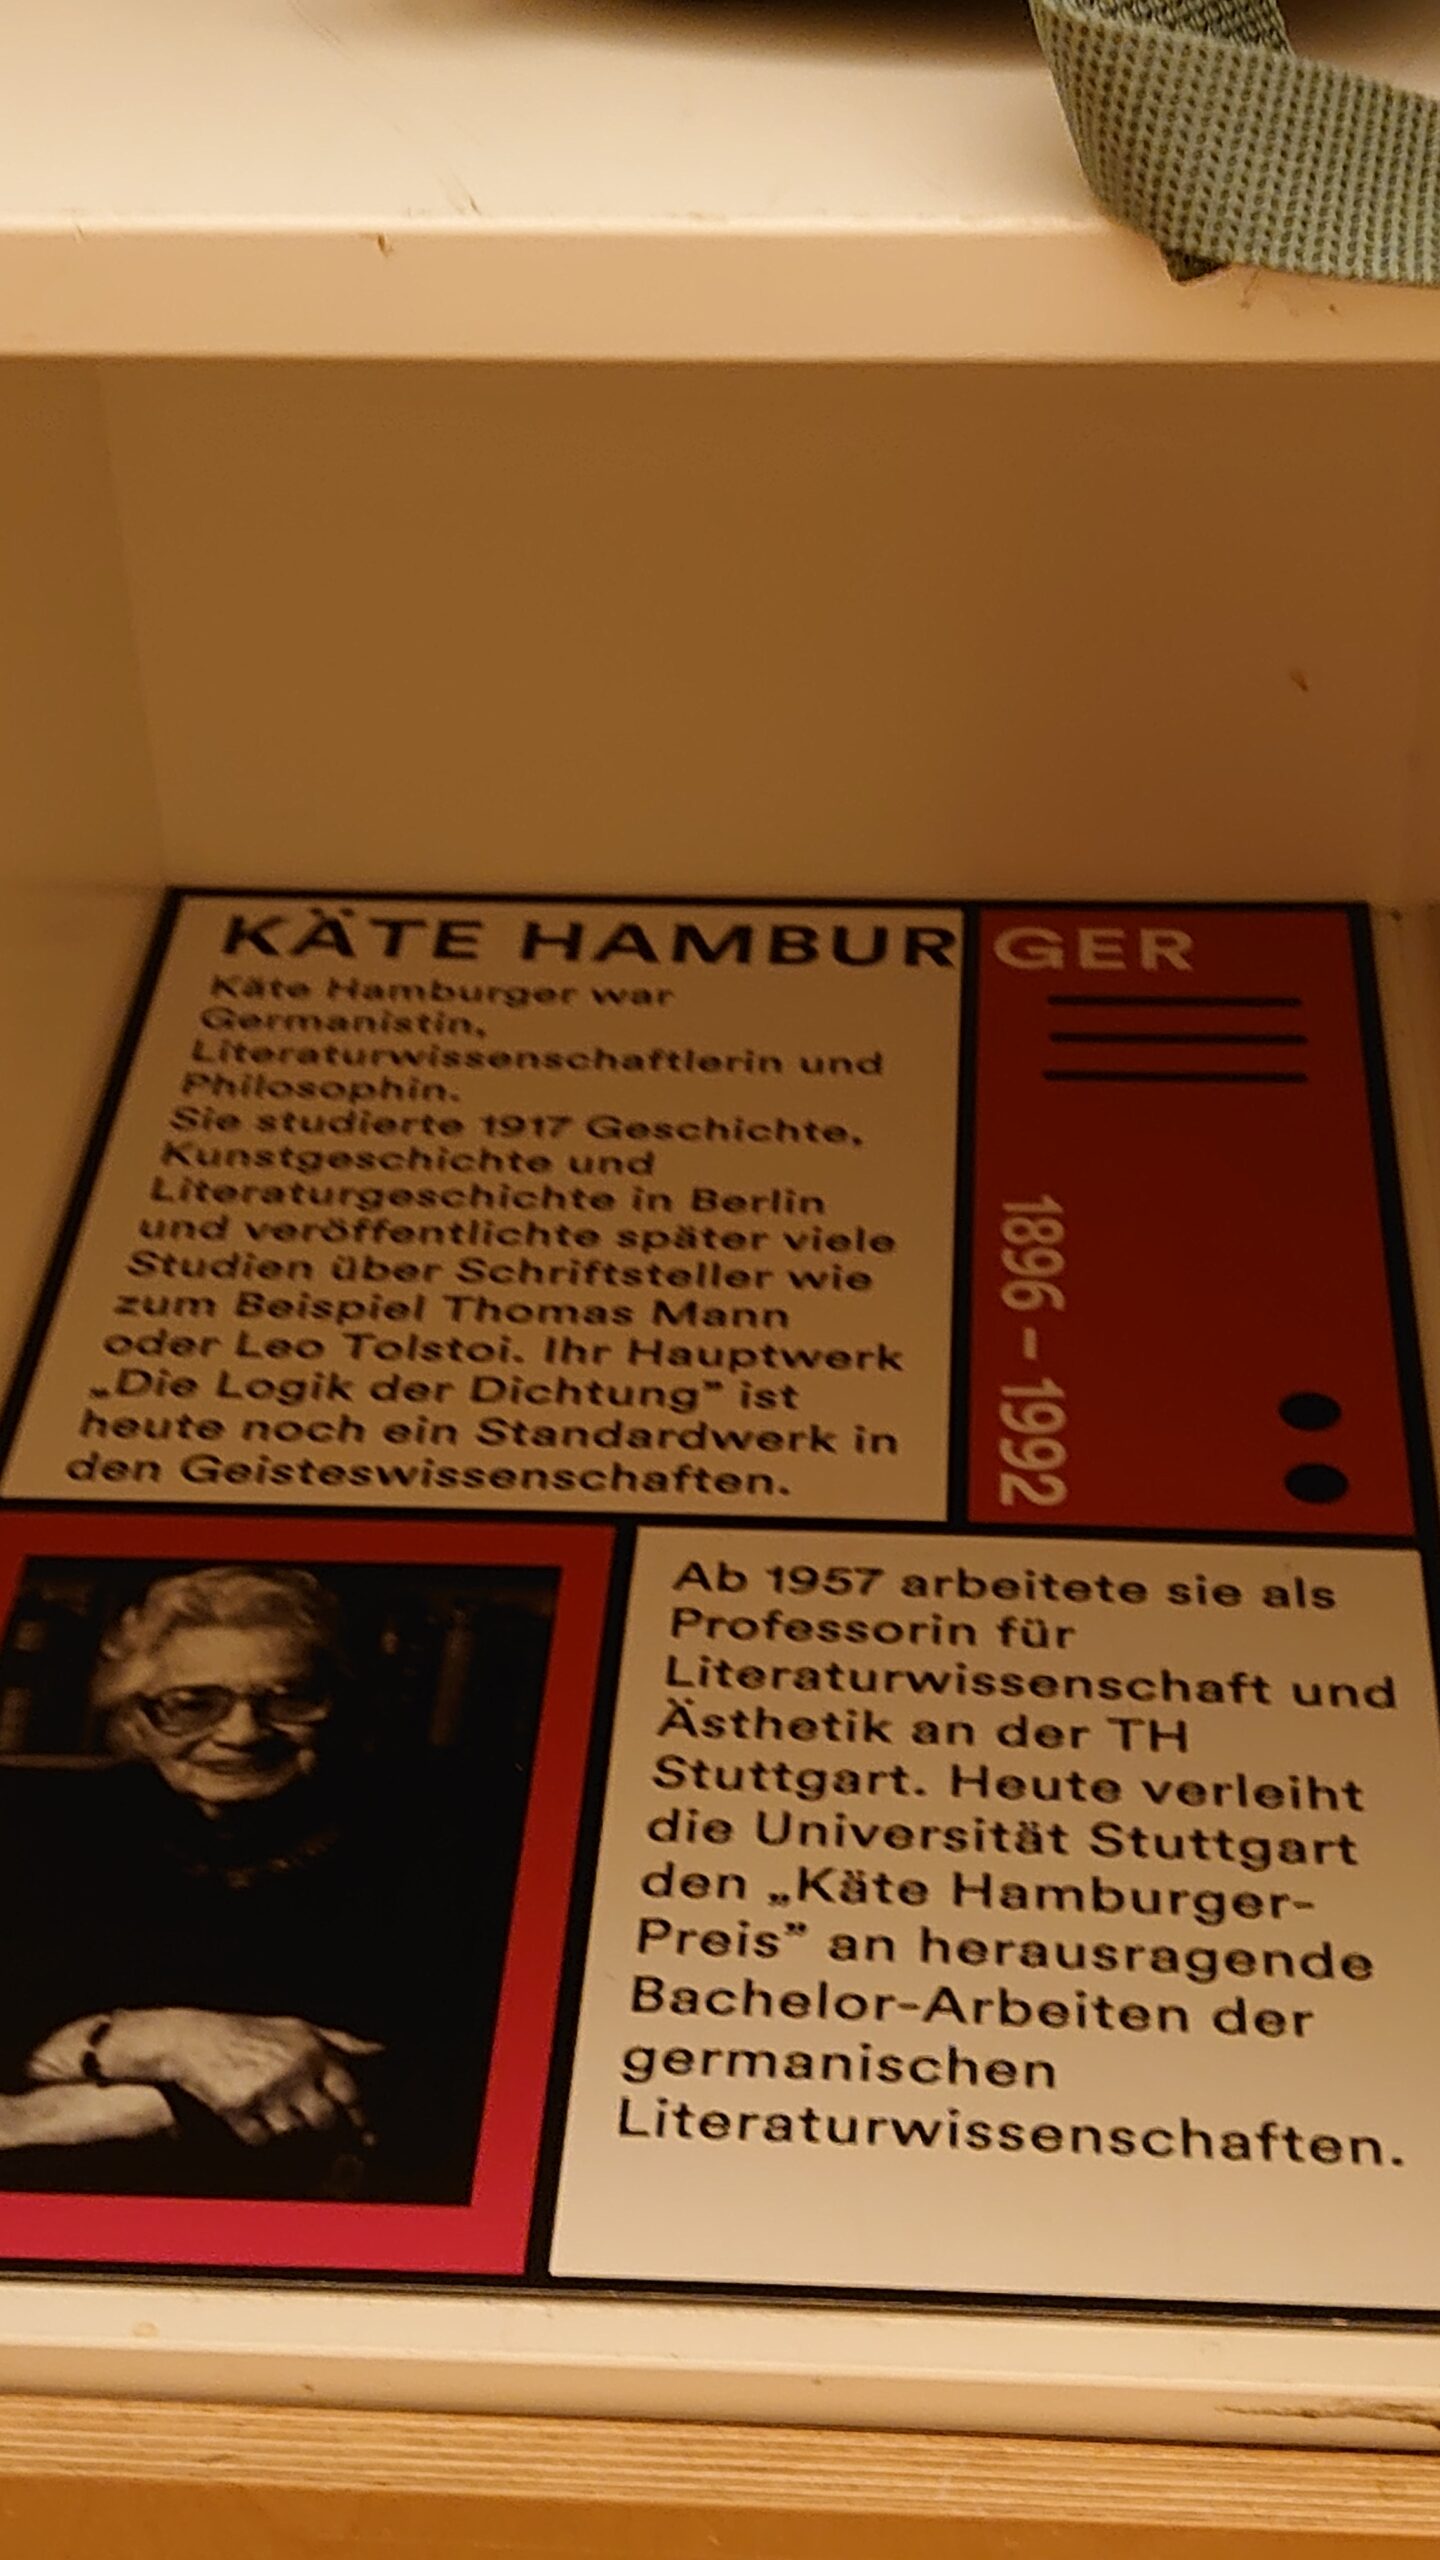 KÄTE HAMBURGER
Käte Hamburger war
Germanistin,
Literaturwissenschaftlerin und
Philosophin.
Sie studierte 1917 Geschichte,
Kunstgeschichte und
Literaturgeschichte in Berlin
und veröffentlichte später viele
Studien über Schriftsteller wie
zum Beispiel Thomas Mann
oder Leo Tolstoi. Ihr Hauptwerk
„Die Logik der Dichtung” ist
heute noch ein Standardwerk in
den Geisteswissenschaften.
1896 – 1992
Ab 1957 arbeitete sie als
Professorin für
Literaturwissenschaft und
Ästhetik an der TH
Stuttgart. Heute verleiht
die Universität Stuttgart
den „Käte Hamburger-
Preis” an herausragende
Bachelor-Arbeiten der
germanischen
Literaturwissenschaften.